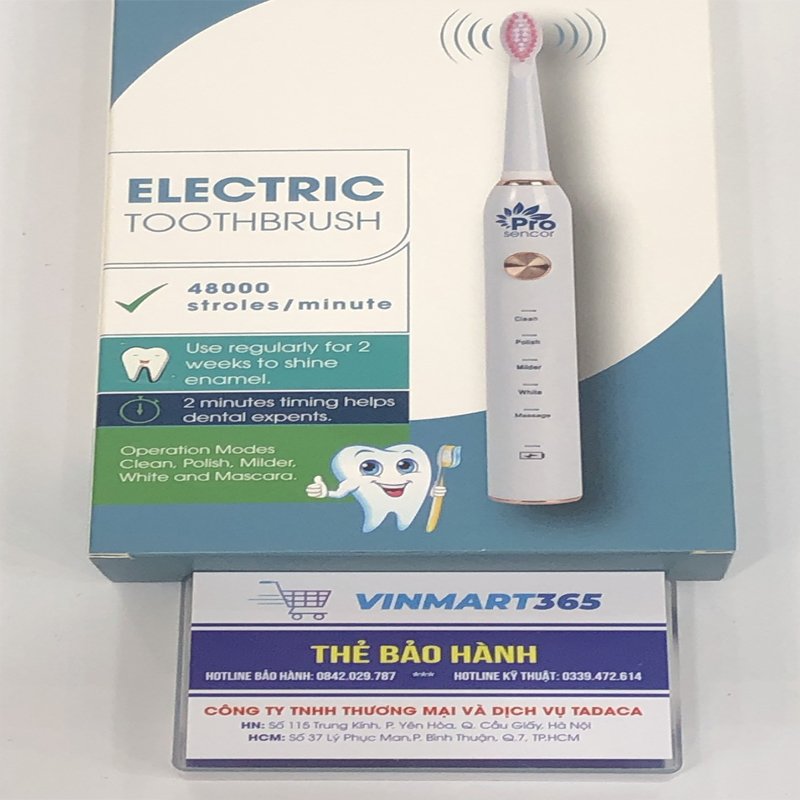 ELECTRIC
TOOTHBRUSH
48000
stroles/minute
Use regularly for 2
weeks to shine
enamel.
2 minutes timing helps
dental expents.
Operation Modes
Clean, Polish, Milder,
White and Mascara.
Pro
sencor
Clean
Polish
Milder
White
Massage
VINMART365
THẺ BẢO HÀNH
HOTLINE BẢO HÀNH: 0842.029.787 *** HOTLINE KỸ THUẬT: 0339.472.614
CÔNG TY TNHH THƯƠNG MẠI VÀ DỊCH VỤ TADACA
HN: Số 115 Trung Kính, P. Yên Hòa, Q. Cầu Giấy, Hà Nội
HCM: Số 37 Lý Phục Man,P. Bình Thuận, Q.7, TP.HCM